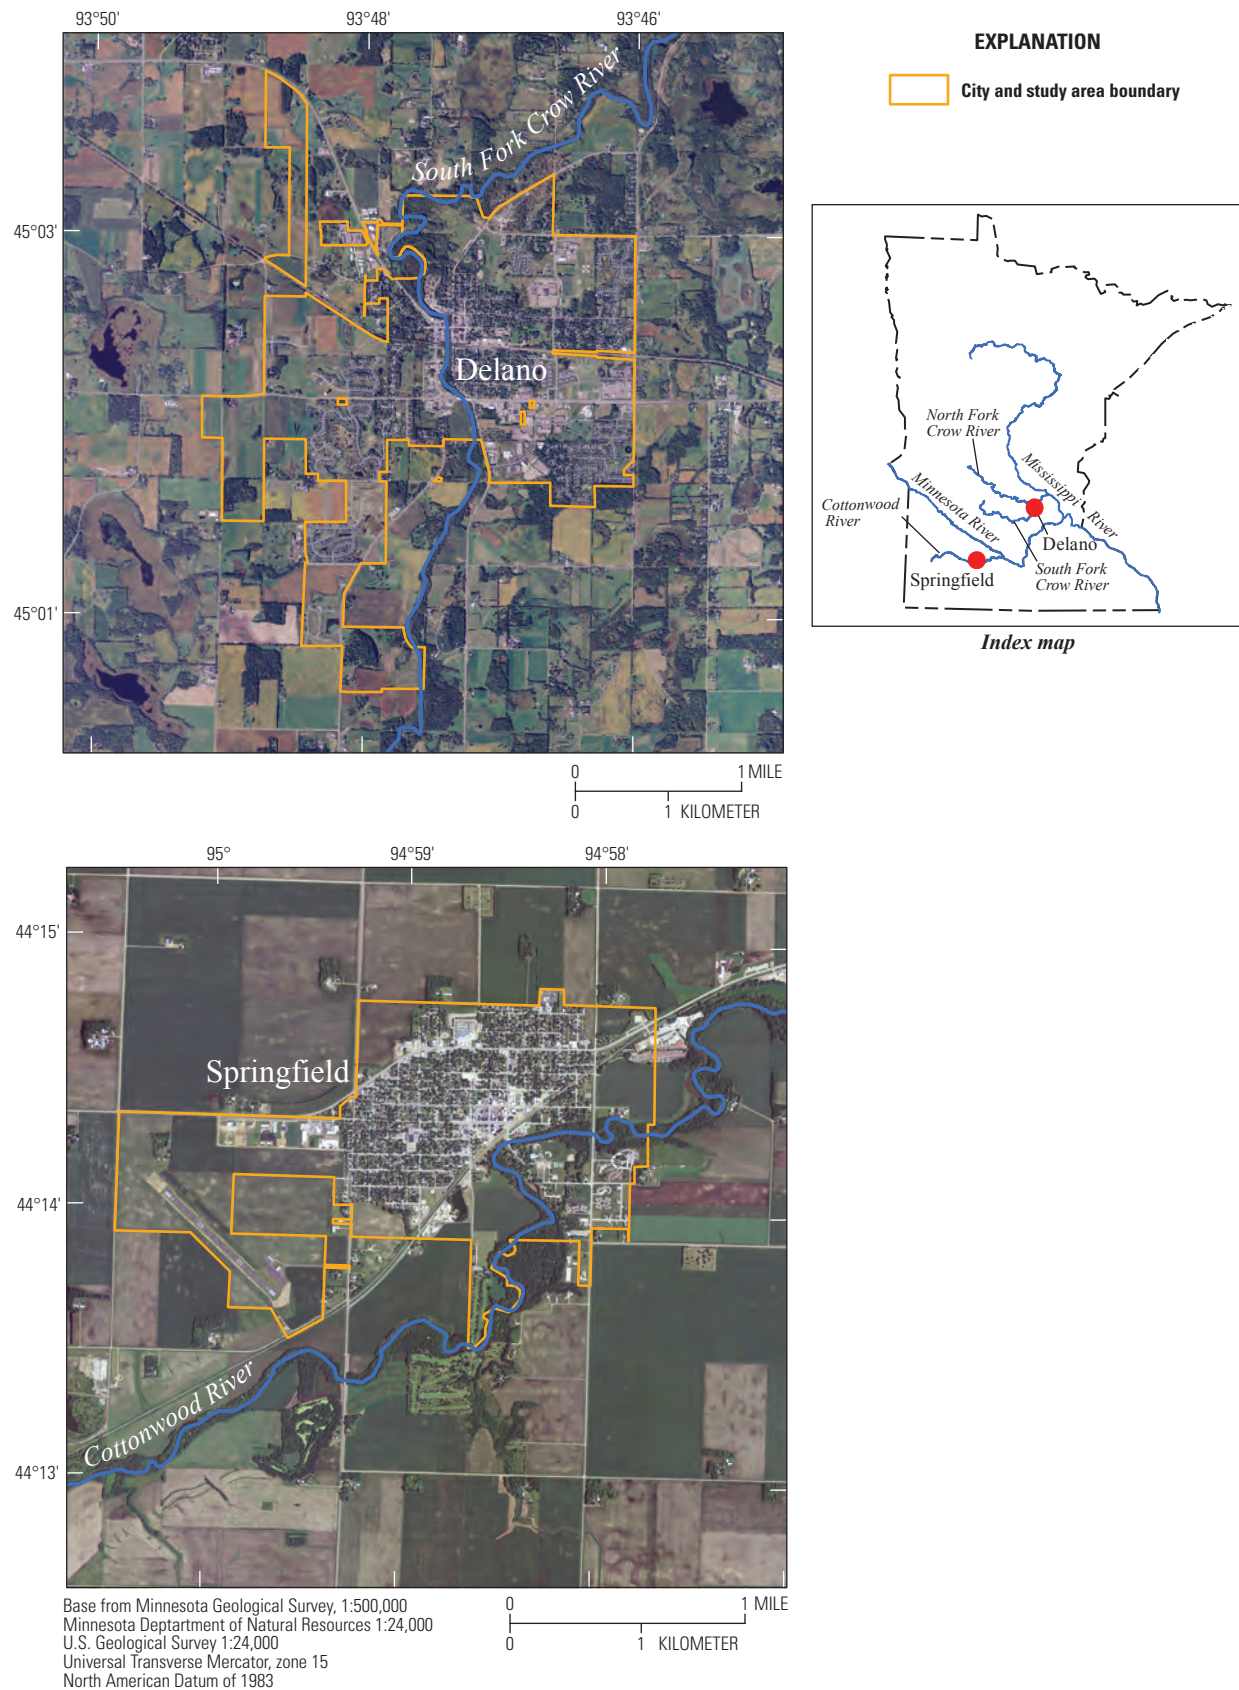 93°50'
93°48'
93°46'
EXPLANATION
City and study area boundary
South Fork Crow River
45°03'
Delano
45°01'
North Fork
Crow River
Mississippi River
Minnesota River
Cottonwood
River
Delano
South Fork
Crow River
Springfield
Index map
0 1 MILE
0 1 KILOMETER
95°
94°59'
94°58'
44°15'
Springfield
44°14'
Cottonwood River
44°13'
Base from Minnesota Geological Survey, 1:500,000
Minnesota Deptartment of Natural Resources 1:24,000
U.S. Geological Survey 1:24,000
Universal Transverse Mercator, zone 15
North American Datum of 1983
0 1 MILE
0 1 KILOMETER